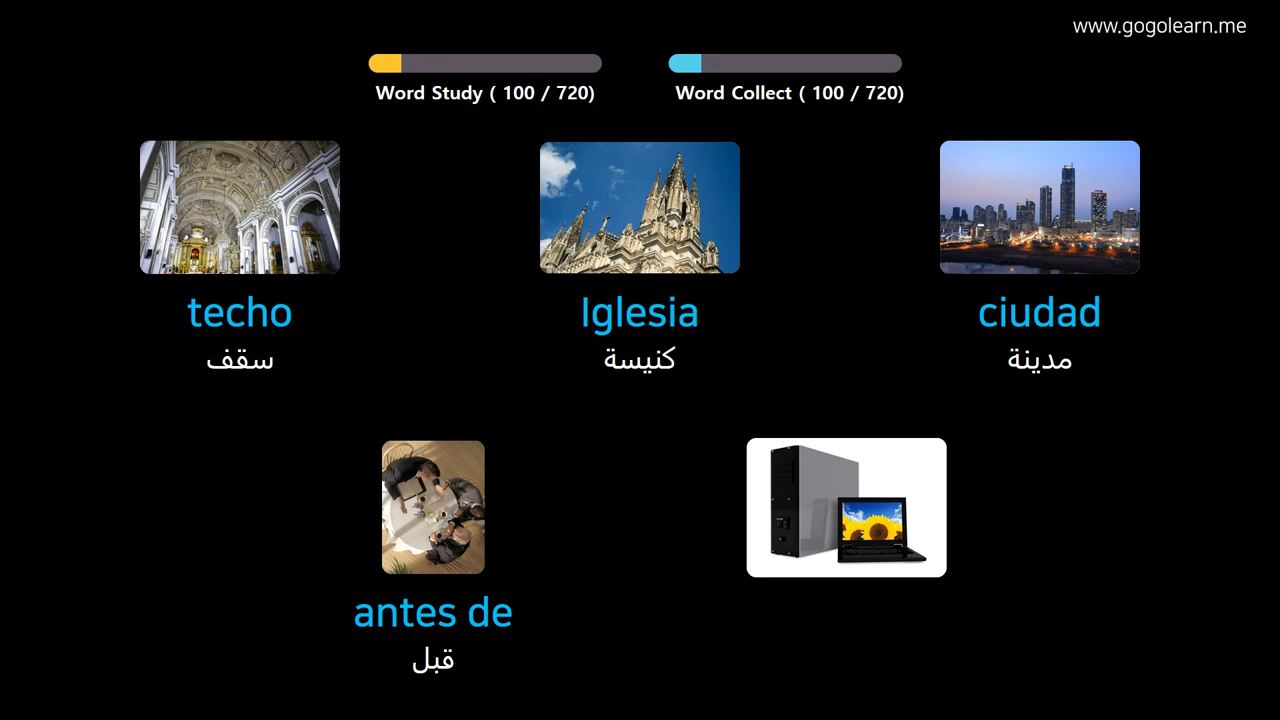 www.gogolearn.me
Word Study ( 100 / 720)
Word Collect ( 100 / 720)
techo
سقف
Iglesia
كنيسة
ciudad
مدينة
antes de
قبل